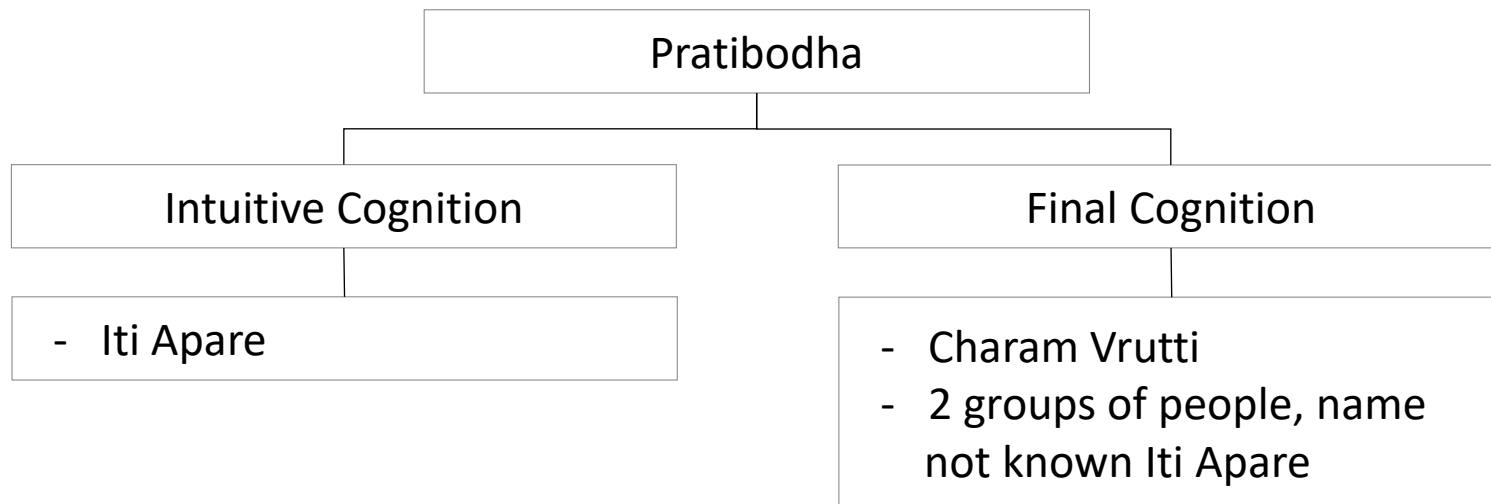 Pratibodha
Intuitive Cognition
- Iti Apare
Final Cognition
- Charam Vrutti
- 2 groups of people, name
not known Iti Apare